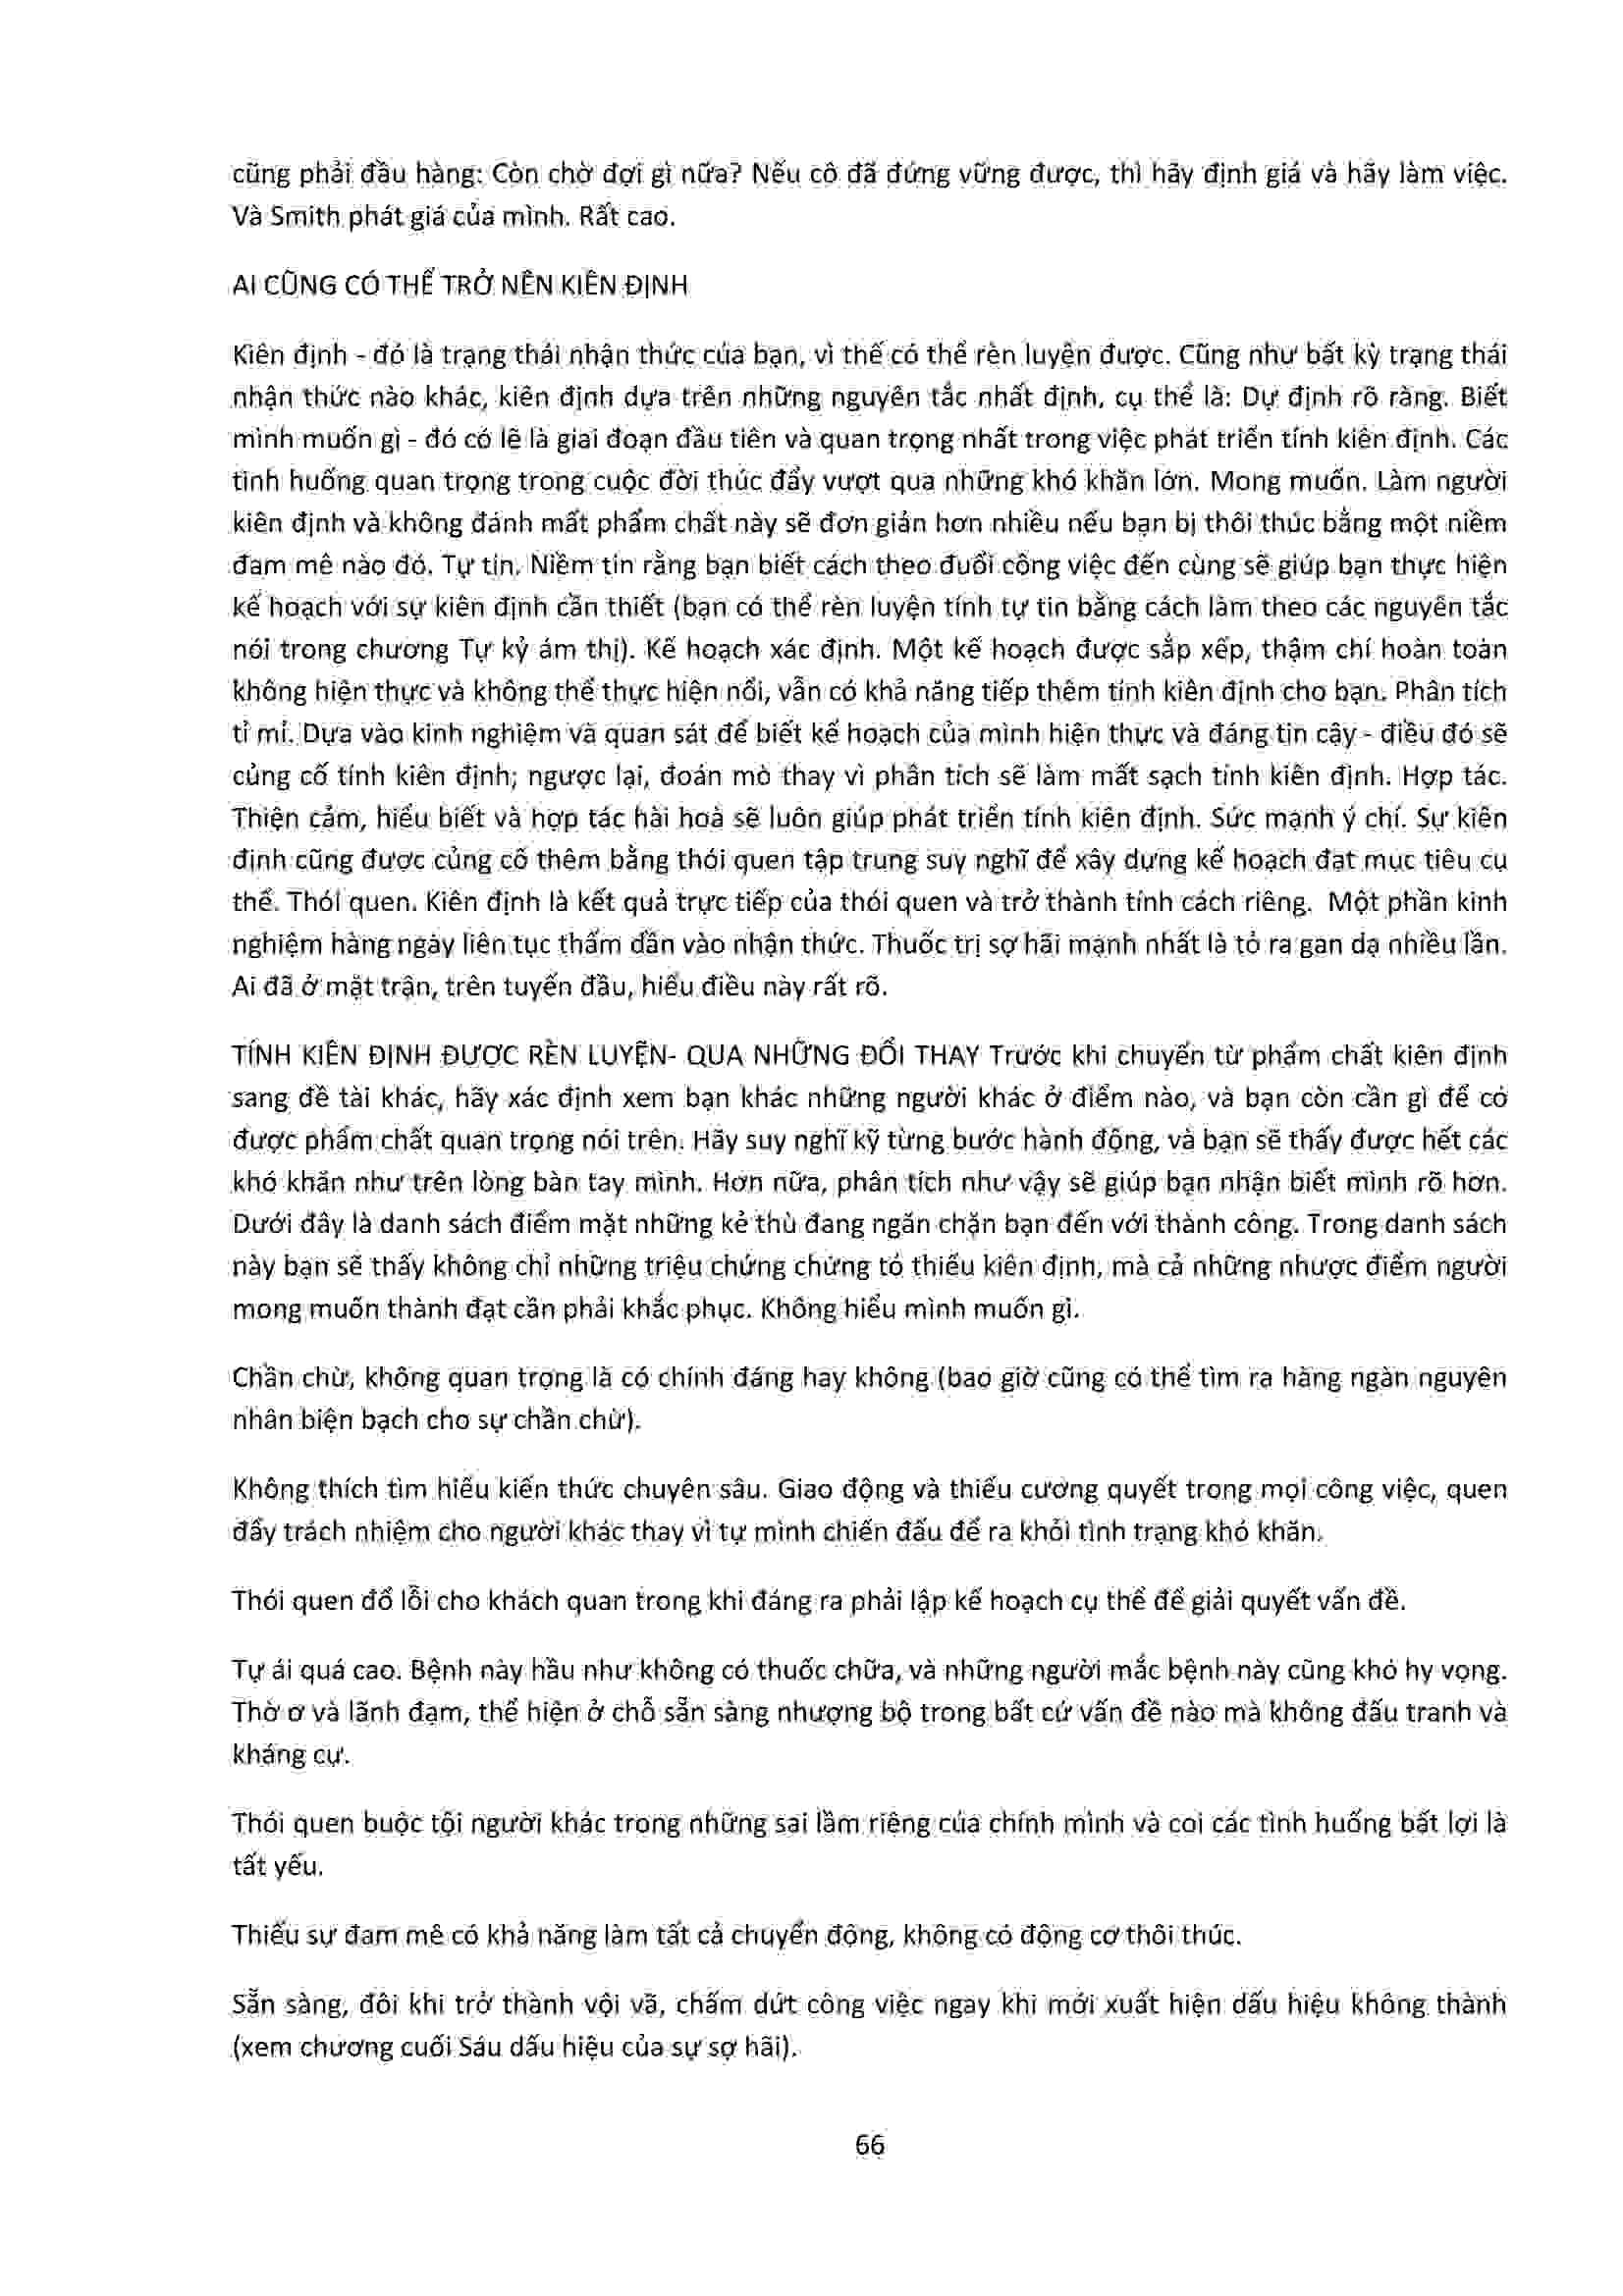 cũng phải đầu hàng: Còn chờ đợi gì nữa? Nếu cô đã đứng vững được, thì hãy định giá và hãy làm việc.
Và Smith phát giá của mình. Rất cao.
AI CŨNG CÓ THỂ TRỞ NÊN KIÊN ĐỊNH
Kiên định - đó là trạng thái nhận thức của bạn, vì thế có thể rèn luyện được. Cũng như bất kỳ trạng thái
nhận thức nào khác, kiên định dựa trên những nguyên tắc nhất định, cụ thể là: Dự định rõ ràng. Biết
mình muốn gì - đó có lẽ là giai đoạn đầu tiên và quan trọng nhất trong việc phát triển tính kiên định. Các
tình huống quan trọng trong cuộc đời thúc đẩy vượt qua những khó khăn lớn. Mong muốn. Làm người
kiên định và không đánh mất phẩm chất này sẽ đơn giản hơn nhiều nếu bạn bị thôi thúc bằng một niềm
đam mê nào đó. Tự tin. Niềm tin rằng bạn biết cách theo đuổi công việc đến cùng sẽ giúp bạn thực hiện
kế hoạch với sự kiên định cần thiết (bạn có thể rèn luyện tính tự tin bằng cách làm theo các nguyên tắc
nói trong chương Tự kỷ ám thị). Kế hoạch xác định. Một kế hoạch được sắp xếp, thậm chí hoàn toàn
không hiện thực và không thể thực hiện nổi, vẫn có khả năng tiếp thêm tính kiên định cho bạn. Phân tích
tỉ mỉ. Dựa vào kinh nghiệm và quan sát để biết kế hoạch của mình hiện thực và đáng tin cậy - điều đó sẽ
củng cố tính kiên định; ngược lại, đoán mò thay vì phân tích sẽ làm mất sạch tính kiên định. Hợp tác.
Thiện cảm, hiểu biết và hợp tác hài hoà sẽ luôn giúp phát triển tính kiên định. Sức mạnh ý chí. Sự kiên
định cũng được củng cố thêm bằng thói quen tập trung suy nghĩ để xây dựng kế hoạch đạt mục tiêu cụ
thể. Thói quen. Kiên định là kết quả trực tiếp của thói quen và trở thành tính cách riêng. Một phần kinh
nghiệm hàng ngày liên tục thấm dần vào nhận thức. Thuốc trị sợ hãi mạnh nhất là tỏ ra gan dạ nhiều lần.
Ai đã ở mặt trận, trên tuyến đầu, hiểu điều này rất rõ.
TÍNH KIÊN ĐỊNH ĐƯỢC RÈN LUYỆN- QUA NHỮNG ĐỔI THAY Trước khi chuyển từ phẩm chất kiên định
sang đề tài khác, hãy xác định xem bạn khác những người khác ở điểm nào, và bạn còn cần gì để có
được phẩm chất quan trọng nói trên. Hãy suy nghĩ kỹ từng bước hành động, và bạn sẽ thấy được hết các
khó khăn như trên lòng bàn tay mình. Hơn nữa, phân tích như vậy sẽ giúp bạn nhận biết mình rõ hơn.
Dưới đây là danh sách điểm mặt những kẻ thù đang ngăn chặn bạn đến với thành công. Trong danh sách
này bạn sẽ thấy không chỉ những triệu chứng chứng tỏ thiếu kiên định, mà cả những nhược điểm người
mong muốn thành đạt cần phải khắc phục. Không hiểu mình muốn gì.
Chần chừ, không quan trọng là có chính đáng hay không (bao giờ cũng có thể tìm ra hàng ngàn nguyên
nhân biện bạch cho sự chần chừ).
Không thích tìm hiểu kiến thức chuyên sâu. Giao động và thiếu cương quyết trong mọi công việc, quen
đẩy trách nhiệm cho người khác thay vì tự mình chiến đấu để ra khỏi tình trạng khó khăn.
Thói quen đổ lỗi cho khách quan trong khi đáng ra phải lập kế hoạch cụ thể để giải quyết vấn đề.
Tự ái quá cao. Bệnh này hầu như không có thuốc chữa, và những người mắc bệnh này cũng khó hy vọng.
Thờ ơ và lãnh đạm, thể hiện ở chỗ sẵn sàng nhượng bộ trong bất cứ vấn đề nào mà không đấu tranh và
kháng cự.
Thói quen buộc tội người khác trong những sai lầm riêng của chính mình và coi các tình huống bất lợi là
tất yếu.
Thiếu sự đam mê có khả năng làm tất cả chuyển động, không có động cơ thôi thúc.
Sẵn sàng, đôi khi trở thành vội vã, chấm dứt công việc ngay khi mới xuất hiện dấu hiệu không thành
(xem chương cuối Sáu dấu hiệu của sự sợ hãi).
66